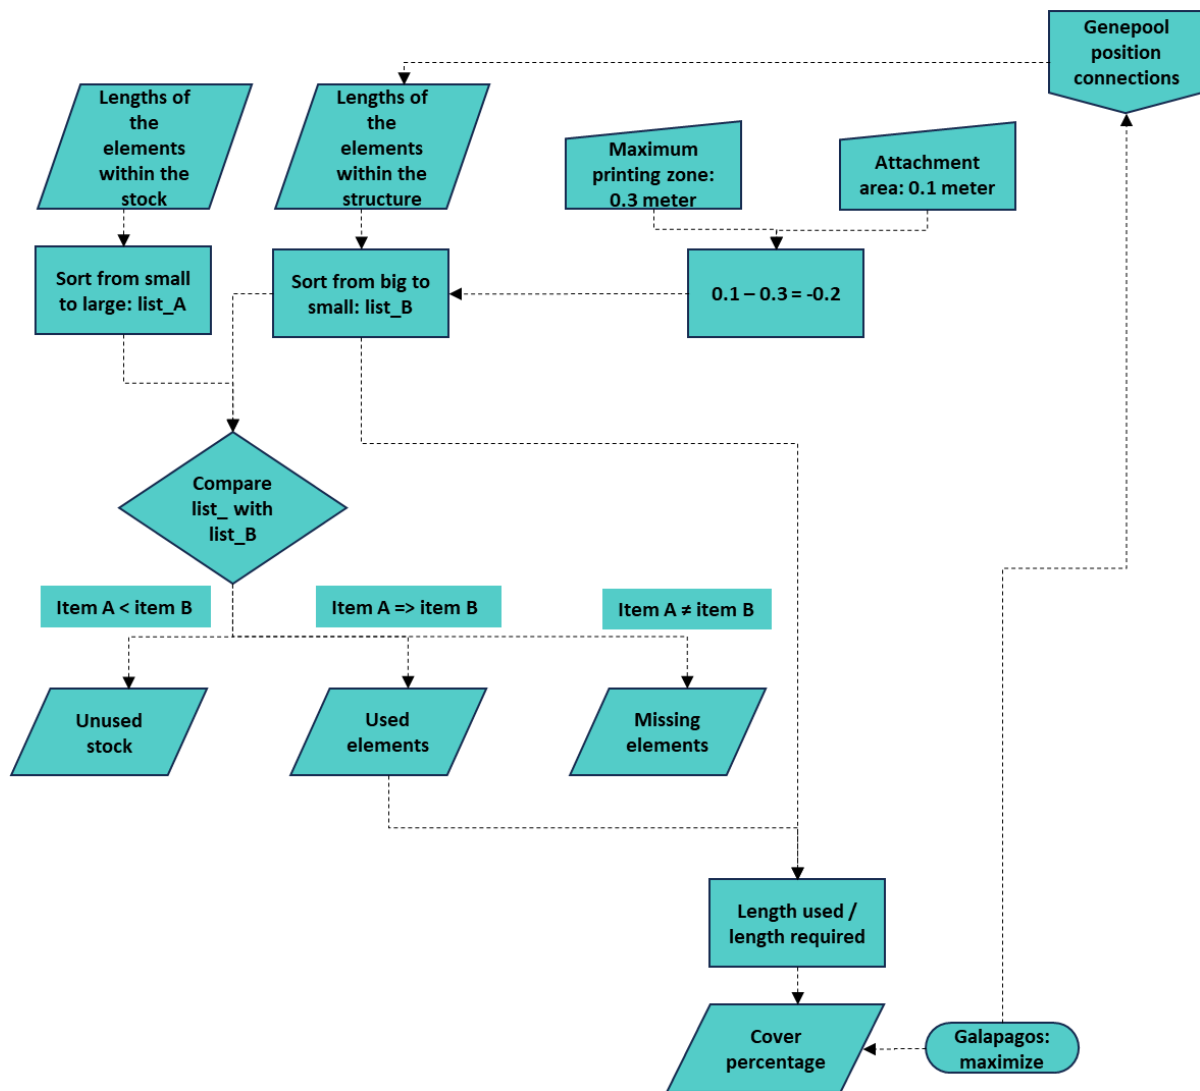 Genepool
position
connections
Lengths of
the
elements
within the
stock
Lengths of
the
elements
within the
structure
Maximum
printing zone:
0.3 meter
Attachment
area: 0.1 meter
Sort from small
to large: list_A
Sort from big to
small: list_B
0.1 – 0.3 = -0.2
Compare
list_ with
list_B
Item A < item B
Item A => item B
Item A ≠ item B
Unused
stock
Used
elements
Missing
elements
Length used /
length required
Cover
percentage
Galapagos:
maximize